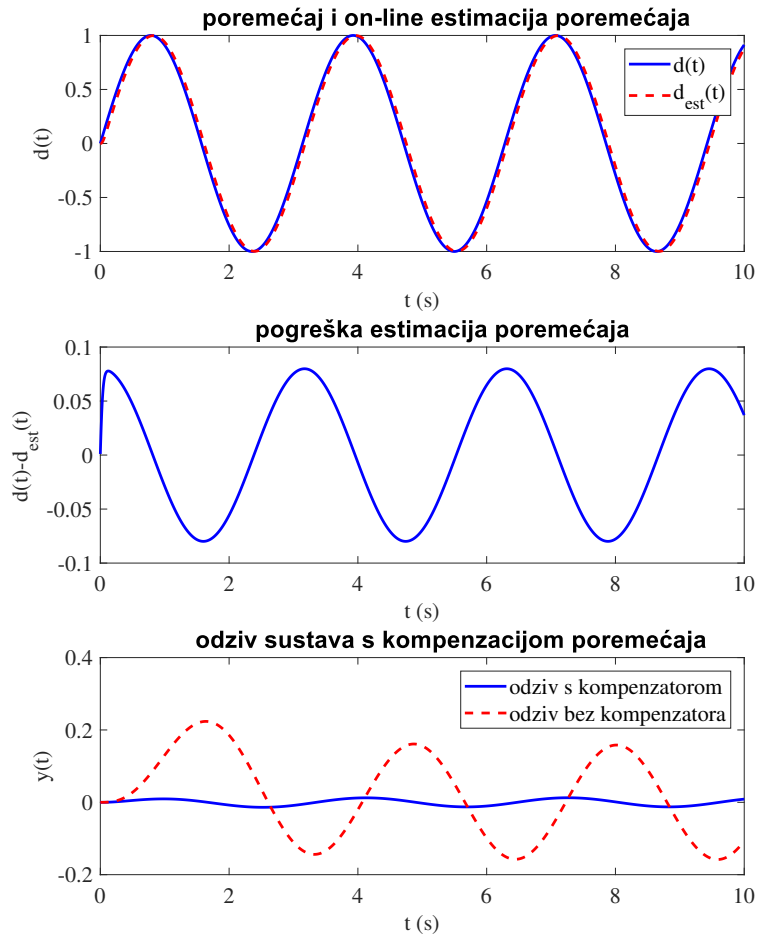 poremećaj i on-line estimacija poremećaja
1
0.5
0
-0.5
-1
d(t)
d(t)
d_est(t)
0 2 4 6 8 10
t (s)
pogreška estimacija poremećaja
0.1
0.05
0
-0.05
-0.1
d(t)-d_est(t)
0 2 4 6 8 10
t (s)
odziv sustava s kompenzacijom poremećaja
0.4
0.2
0
-0.2
y(t)
odziv s kompenzatorom
odziv bez kompenzatora
0 2 4 6 8 10
t (s)